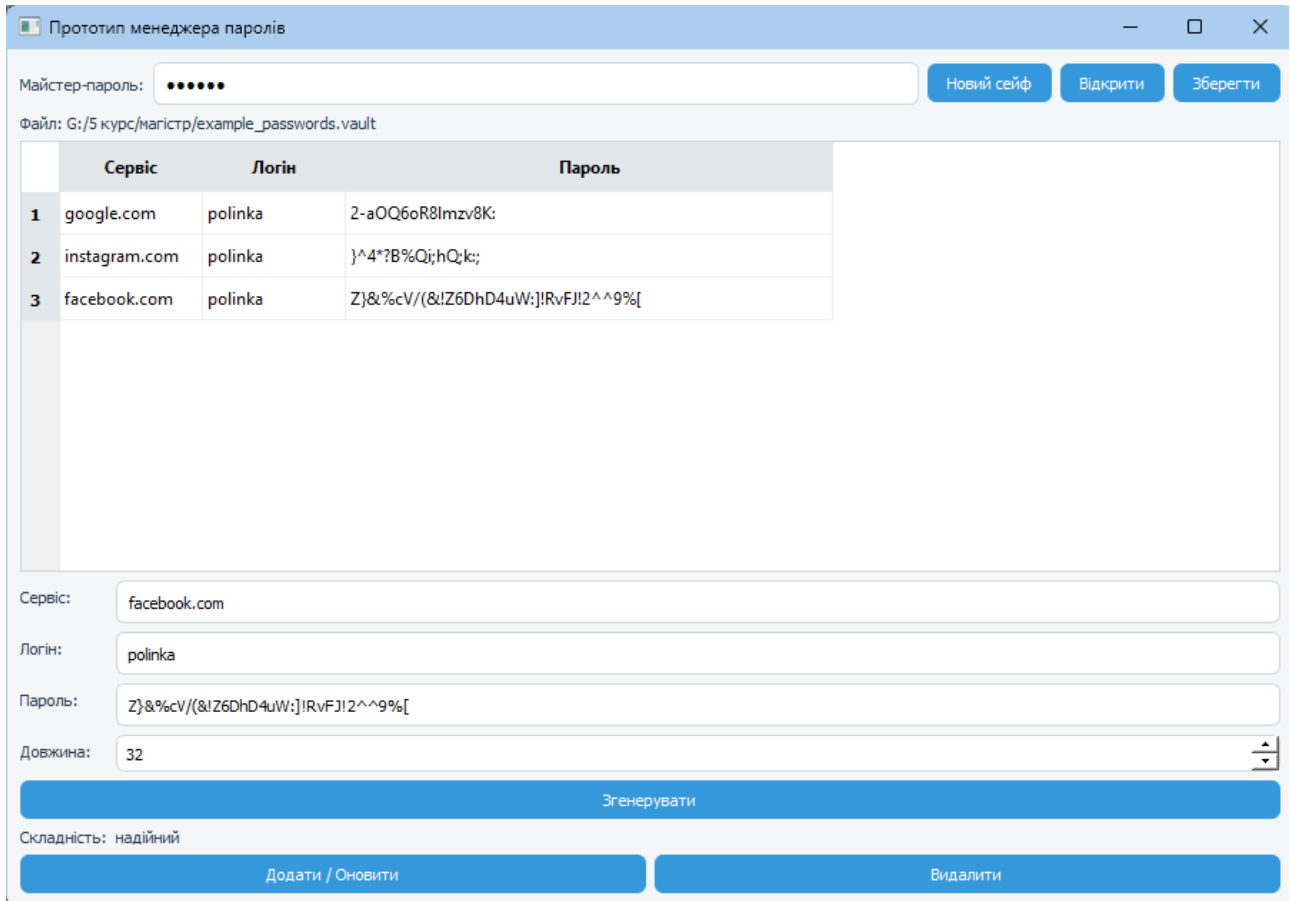 Прототип менеджера паролів
Майстер-пароль: ●●●●●● Новий сейф Відкрити Зберегти
Файл: G:/5 курс/магістр/example_passwords.vault
Сервіс Логін Пароль
1 google.com polinka 2-aOQ6oR8Imzv8K:
2 instagram.com polinka }^4*?B%Qi;hQ;k:;
3 facebook.com polinka Z}&%cV/(&!Z6DhD4uW:]!RvFJ!2^^9%[
Сервіс: facebook.com
Логін: polinka
Пароль: Z}&%cV/(&!Z6DhD4uW:]!RvFJ!2^^9%[
Довжина: 32
Згенерувати
Складність: надійний
Додати / Оновити Видалити